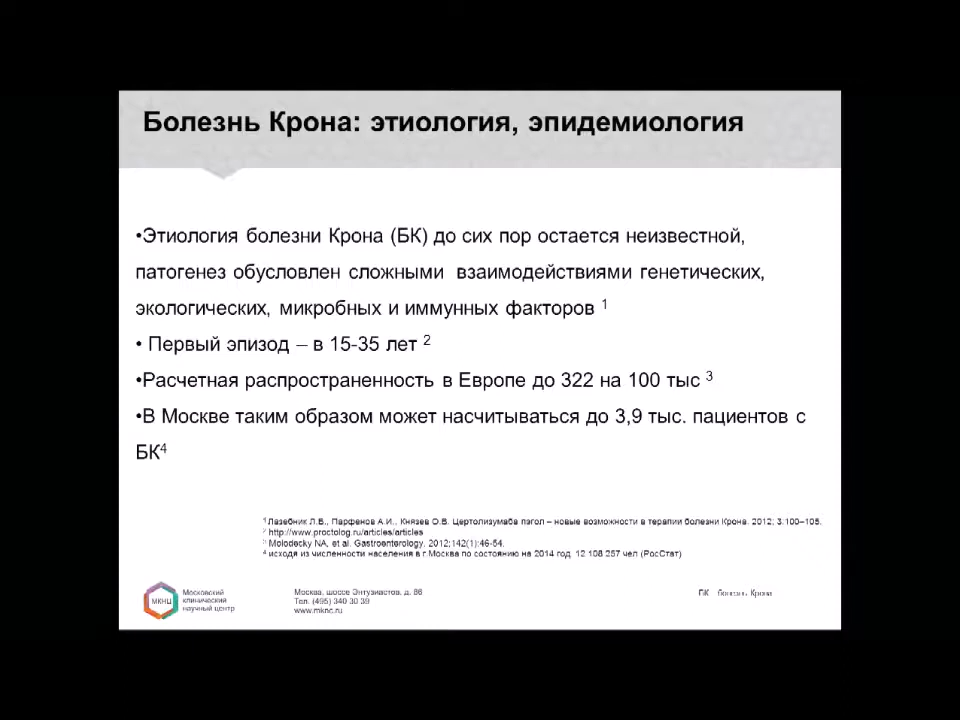 Болезнь Крона: этиология, эпидемиология
•Этиология болезни Крона (БК) до сих пор остается неизвестной,
патогенез обусловлен сложными взаимодействиями генетических,
экологических, микробных и иммунных факторов ¹
• Первый эпизод – в 15-35 лет ²
•Расчетная распространенность в Европе до 322 на 100 тыс ³
•В Москве таким образом может насчитываться до 3,9 тыс. пациентов с
БК⁴
¹ Лазебник Л.Б., Парфенов А.И., Князев О.В. Цертолизумаба пэгол – новые возможности в терапии болезни Крона. 2012; 3:100–105.
² http://www.proctolog.ru/articles/articles
³ Molodecky NA, et al. Gastroenterology. 2012;142(1):46-54.
⁴ исходя из численности населения в г Москва по состоянию на 2014 год 12 108 257 чел (РосСтат)
МКНЦ
Московский
клинический
научный центр
Москва, шоссе Энтузиастов, д. 86
Тел. (495) 340 30 39
www.mknc.ru
БК болезнь Крона